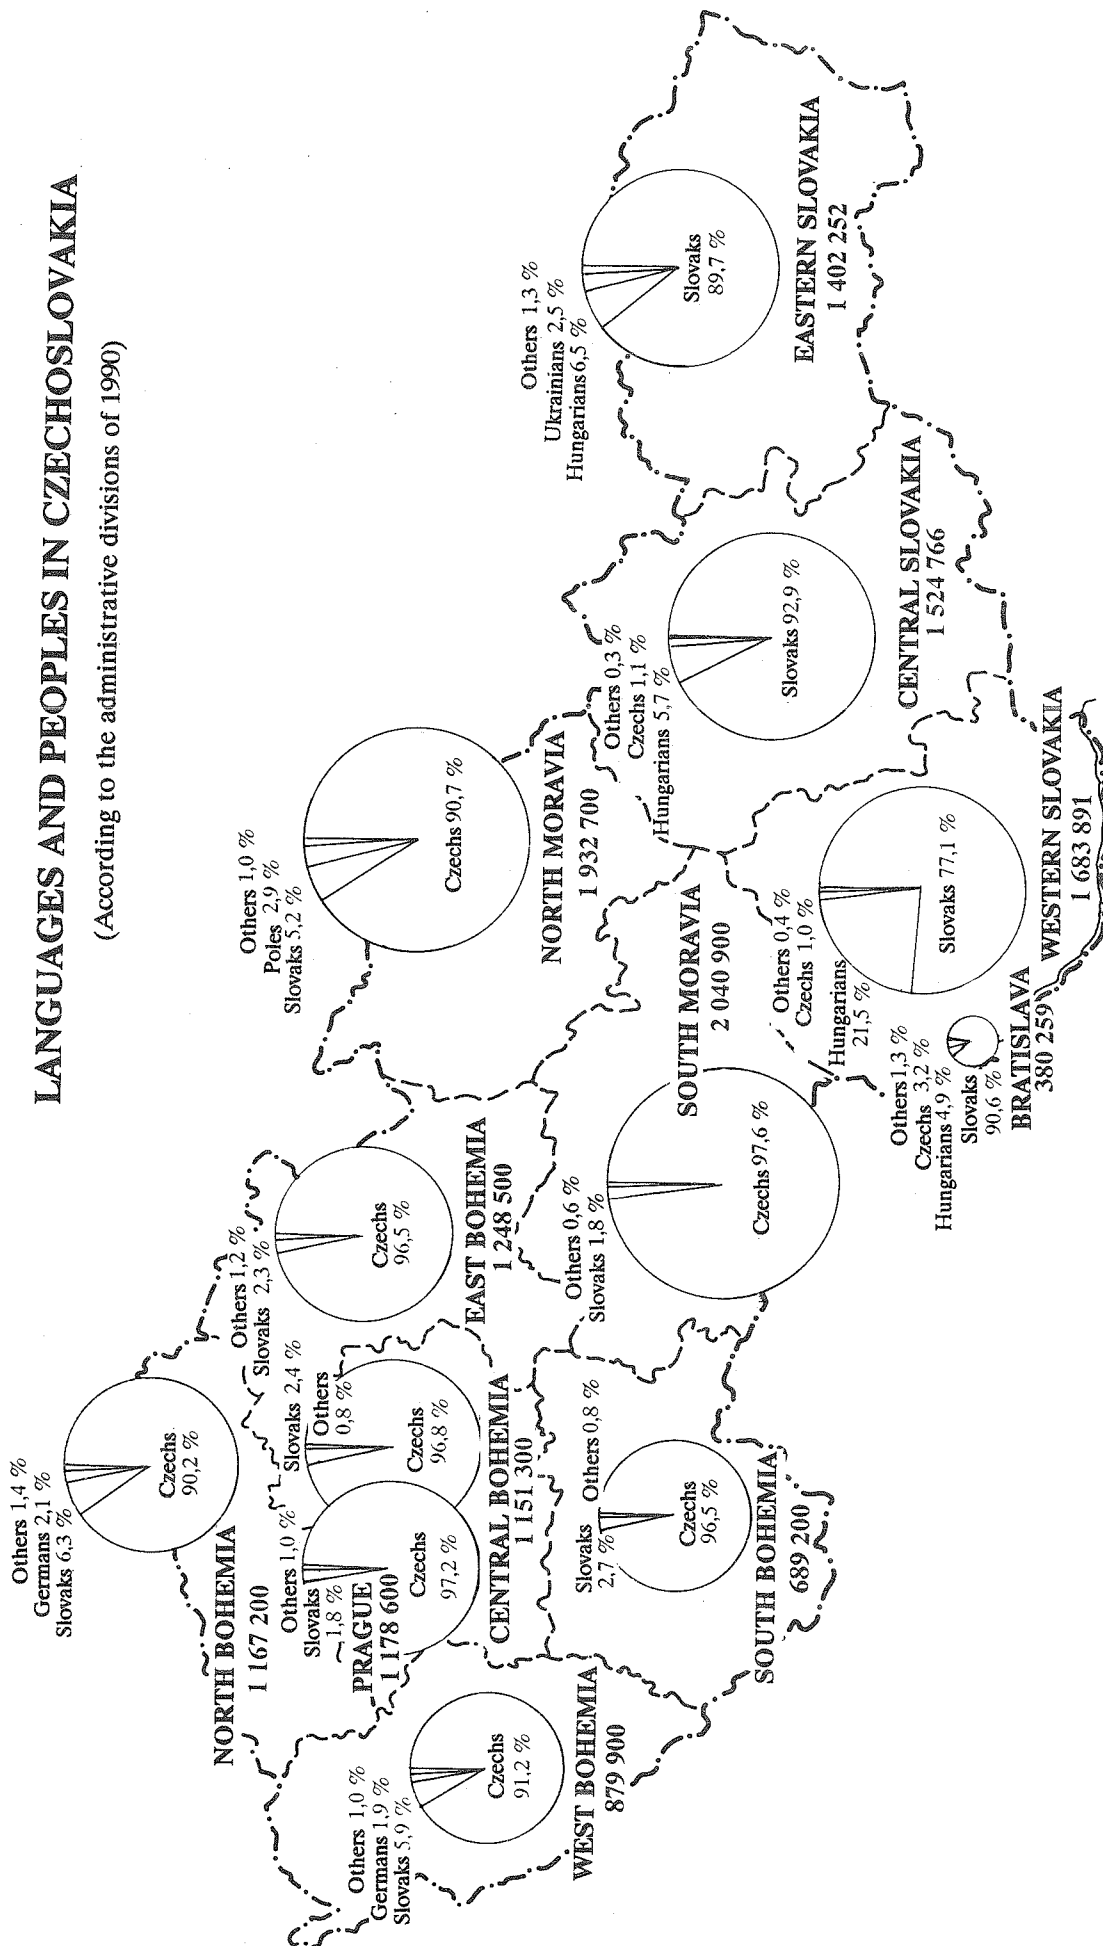 LANGUAGES AND PEOPLES IN CZECHOSLOVAKIA
(According to the administrative divisions of 1990)
Others 1,4 %
Germans 2,1 %
Slovaks 6,3 %
Czechs
90,2 %
NORTH BOHEMIA
1 167 200
Others 1,0 %
Slovaks
1,8 %
PRAGUE
1 178 600
Czechs
97,2 %
Slovaks 2,4 %
Others
0,8 %
Czechs
96,8 %
CENTRAL BOHEMIA
1 151 300
Others 1,2 %
Slovaks 2,3 %
Czechs
96,5 %
EAST BOHEMIA
1 248 500
Others 1,0 %
Germans 1,9 %
Slovaks 5,9 %
Czechs
91,2 %
WEST BOHEMIA
879 900
Slovaks
2,7 %
Others 0,8 %
Czechs
96,5 %
SOUTH BOHEMIA
689 200
Others 1,0 %
Poles 2,9 %
Slovaks 5,2 %
Czechs 90,7 %
NORTH MORAVIA
1 932 700
Others 0,6 %
Slovaks 1,8 %
Czechs 97,6 %
SOUTH MORAVIA
2 040 900
Others 0,4 %
Czechs 1,0 %
Hungarians
21,5 %
Slovaks 77,1 %
WESTERN SLOVAKIA
1 683 891
Others 1,3 %
Czechs 3,2 %
Hungarians 4,9 %
Slovaks
90,6 %
BRATISLAVA
380 259
Others 0,3 %
Czechs 1,1 %
Hungarians 5,7 %
Slovaks 92,9 %
CENTRAL SLOVAKIA
1 524 766
Others 1,3 %
Ukrainians 2,5 %
Hungarians 6,5 %
Slovaks
89,7 %
EASTERN SLOVAKIA
1 402 252